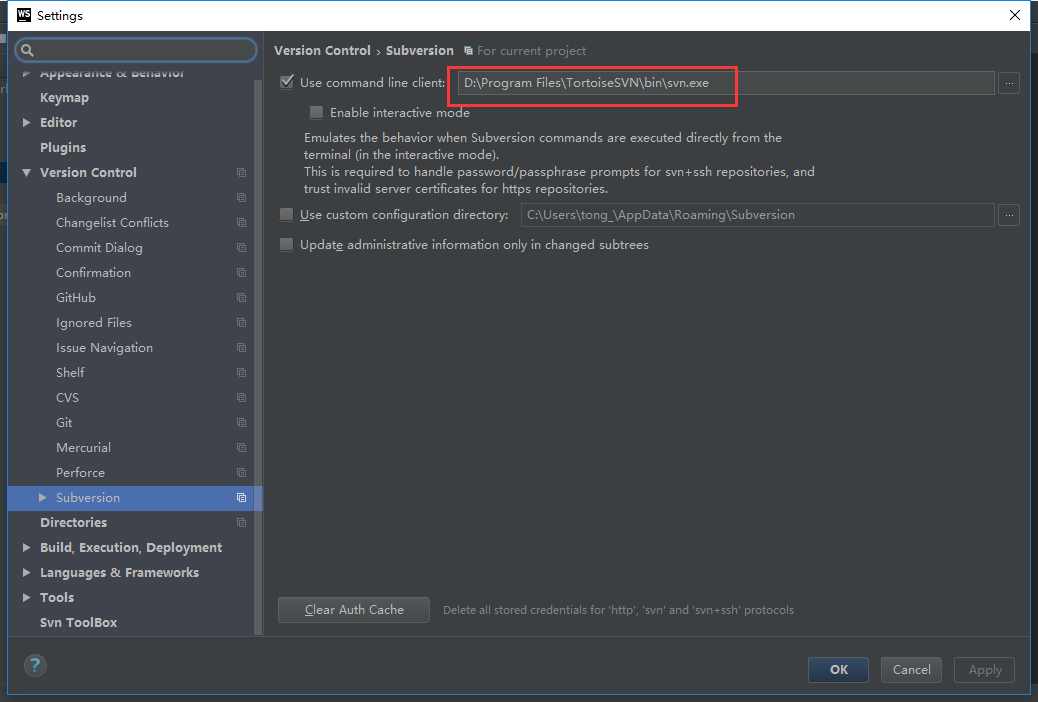 WS Settings
Version Control › Subversion For current project
Appearance & Behavior
Keymap
Editor
Plugins
Version Control
Background
Changelist Conflicts
Commit Dialog
Confirmation
GitHub
Ignored Files
Issue Navigation
Shelf
CVS
Git
Mercurial
Perforce
Subversion
Directories
Build, Execution, Deployment
Languages & Frameworks
Tools
Svn ToolBox
Use command line client: D:\Program Files\TortoiseSVN\bin\svn.exe ...
Enable interactive mode
Emulates the behavior when Subversion commands are executed directly from the
terminal (in the interactive mode).
This is required to handle password/passphrase prompts for svn+ssh repositories, and
trust invalid server certificates for https repositories.
Use custom configuration directory: C:\Users\tong_\AppData\Roaming\Subversion ...
Update administrative information only in changed subtrees
Clear Auth Cache Delete all stored credentials for 'http', 'svn' and 'svn+ssh' protocols
? OK Cancel Apply